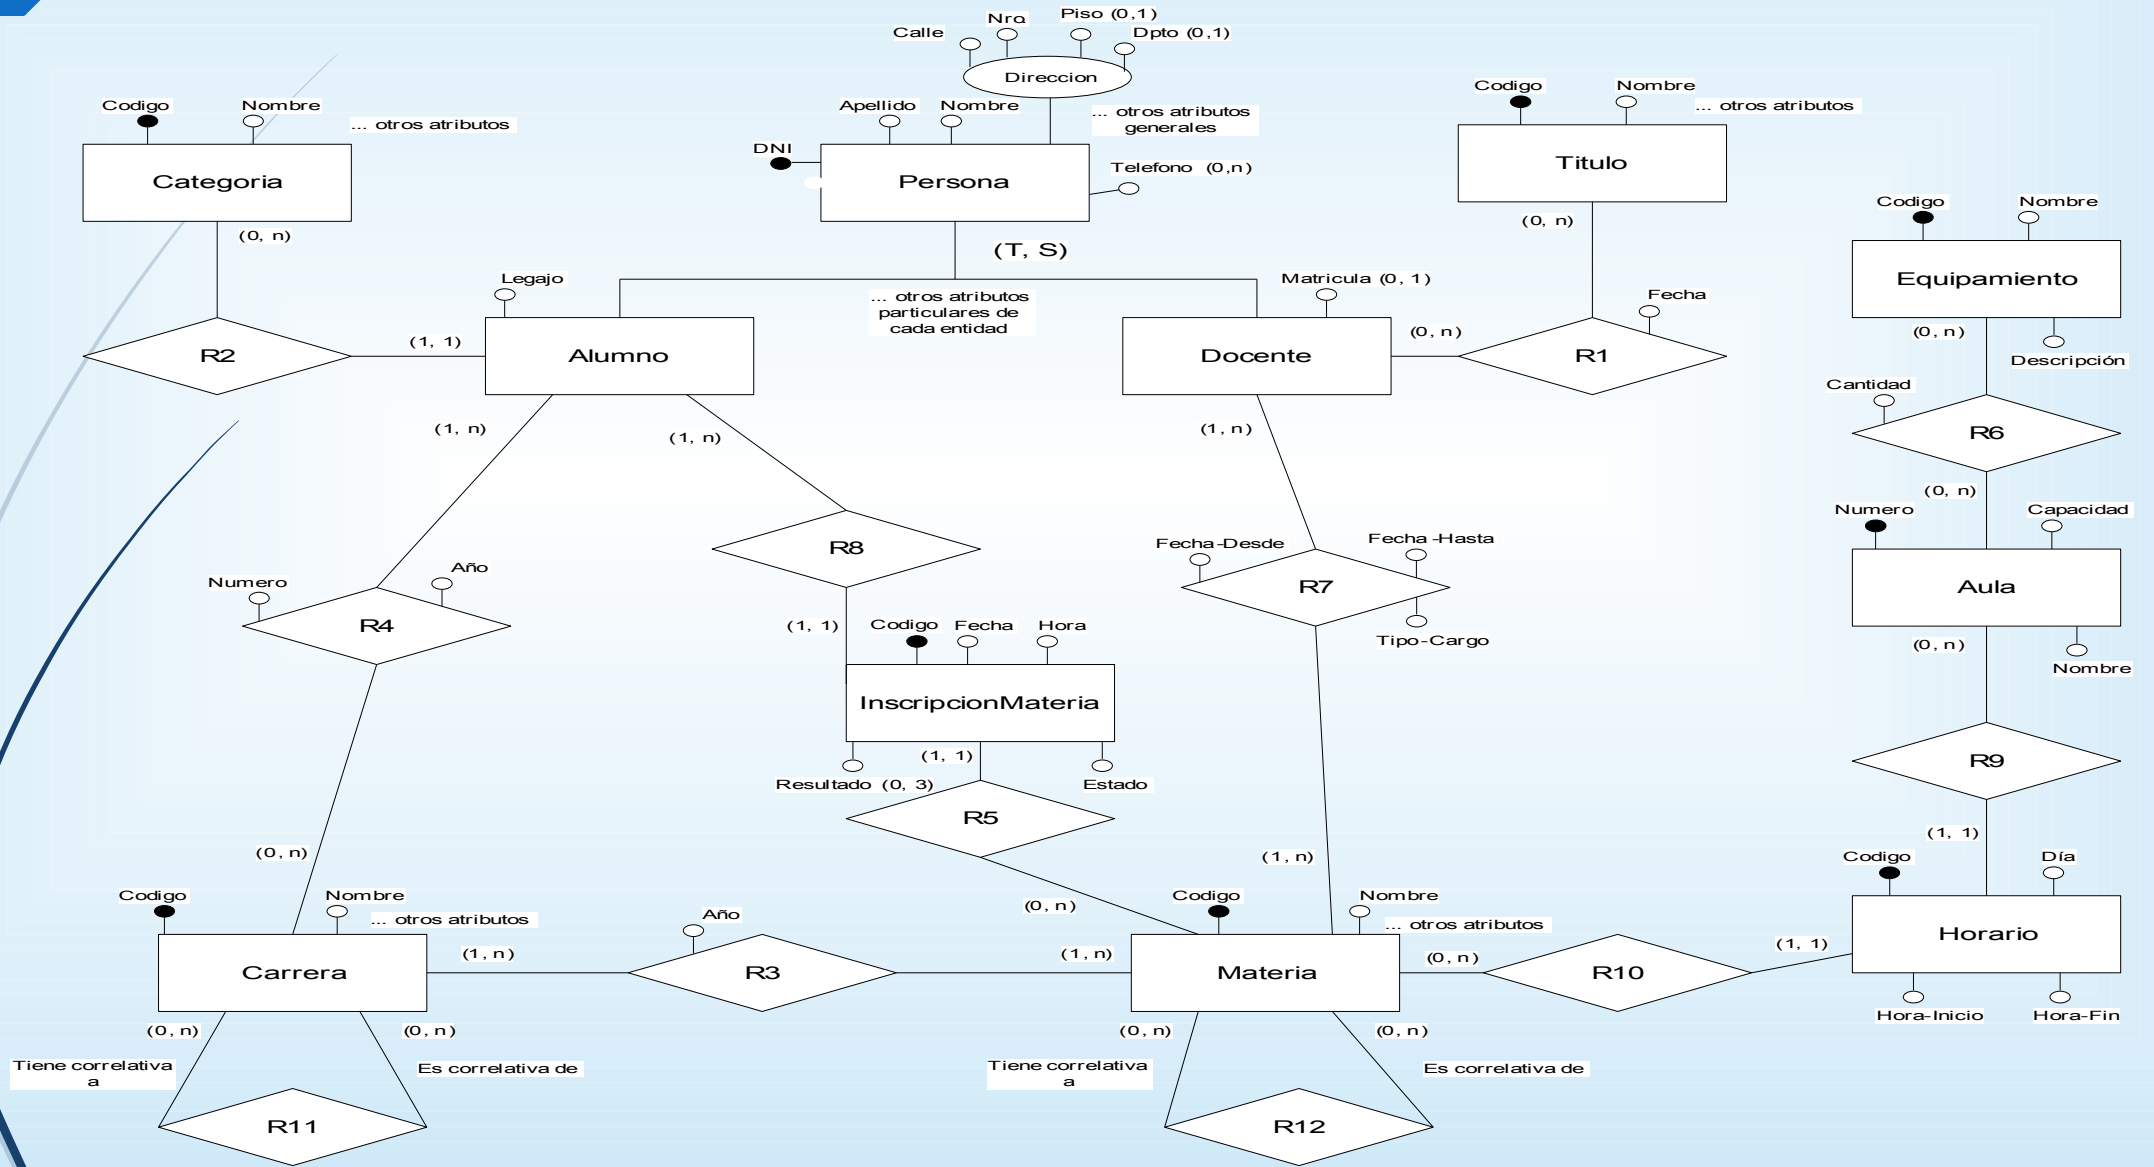 Calle
Nro
Piso (0,1)
Dpto (0,1)
Direccion
Codigo
Nombre
... otros atributos
Categoria
(0, n)
R2
(1, 1)
Apellido
Nombre
... otros atributos
generales
DNI
Telefono (0,n)
Persona
(T, S)
... otros atributos
particulares de
cada entidad
Codigo
Nombre
... otros atributos
Titulo
(0, n)
Codigo
Nombre
Equipamiento
(0, n)
Descripción
Legajo
Alumno
Matricula (0, 1)
Docente
(0, n)
Fecha
R1
Cantidad
R6
(0, n)
(1, n)
(1, n)
(1, n)
Numero
Año
R4
R8
(1, 1)
Fecha-Desde
Fecha -Hasta
R7
Tipo-Cargo
Numero
Capacidad
Aula
(0, n)
Nombre
Codigo
Fecha
Hora
InscripcionMateria
(1, 1)
Resultado (0, 3)
Estado
R5
R9
(1, 1)
(0, n)
(1, n)
Codigo
Nombre
... otros atributos
Carrera
(1, n)
Año
R3
(1, n)
(0, n)
Codigo
Nombre
... otros atributos
Materia
(0, n)
R10
(1, 1)
Codigo
Día
Horario
Hora-Inicio
Hora-Fin
(0, n)
(0, n)
Tiene correlativa
a
Es correlativa de
R11
(0, n)
(0, n)
Tiene correlativa
a
Es correlativa de
R12